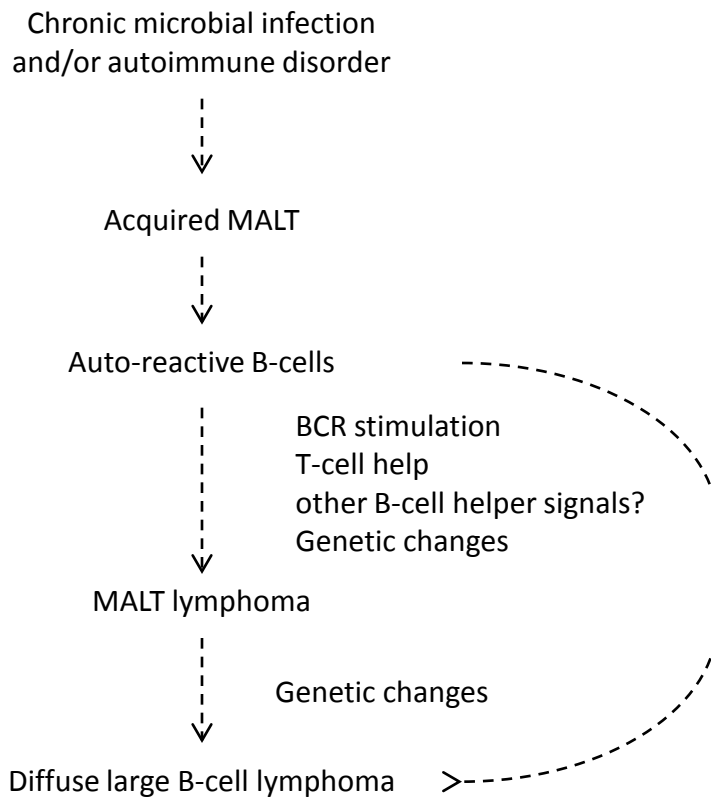 Chronic microbial infection
and/or autoimmune disorder
Acquired MALT
Auto-reactive B-cells
BCR stimulation
T-cell help
other B-cell helper signals?
Genetic changes
MALT lymphoma
Genetic changes
Diffuse large B-cell lymphoma